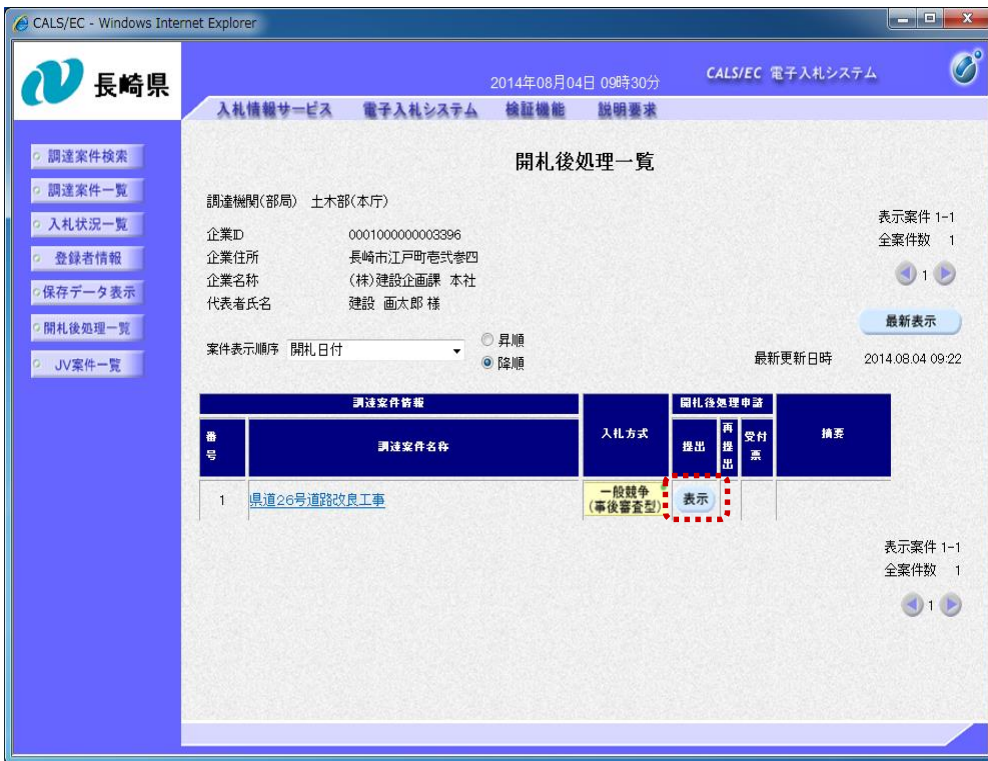 CALS/EC - Windows Internet Explorer
長崎県
2014年08月04日 09時30分
CALS/EC 電子入札システム
入札情報サービス 電子入札システム 検証機能 説明要求
調達案件検索
調達案件一覧
入札状況一覧
登録者情報
保存データ表示
開札後処理一覧
JV案件一覧
開札後処理一覧
調達機関(部局) 土木部(本庁)
企業ID 0001000000003396
企業住所 長崎市江戸町壱弐参四
企業名称 (株)建設企画課 本社
代表者氏名 建設 画太郎 様
表示案件 1-1
全案件数 1
1
最新表示
案件表示順序 開札日付
昇順
降順
最新更新日時 2014.08.04 09:22
調達案件情報 入札方式 開札後処理申請 摘要
番号 調達案件名称 提出 再提出 受付票
1 県道26号道路改良工事 一般競争(事後審査型) 表示
表示案件 1-1
全案件数 1
1